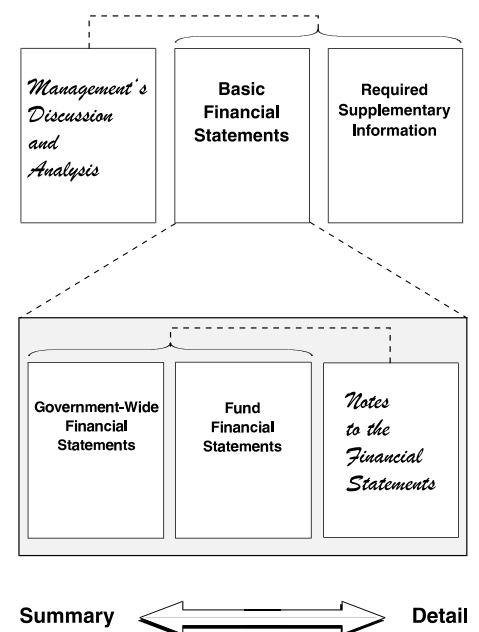 Management's
Discussion
and
Analysis
Basic
Financial
Statements
Required
Supplementary
Information
Government-Wide
Financial
Statements
Fund
Financial
Statements
Notes
to the
Financial
Statements
Summary
Detail